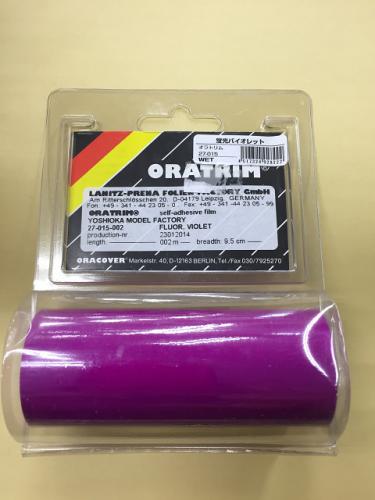 蛍光バイオレット
オラトリム
27-015
WET
ORATRIM
LANITZ-PRENA FOLIEN FACTORY GmbH
Am Ritterschlösschen 20, D-04179 Leipzig, GERMANY
Fon: +49 - 341 - 44 23 05 - 0, Fax: +49 - 341 - 44 23 05 - 99
ORATRIM® self-adhesive film
YOSHIOKA MODEL FACTORY
27-015-002 FLUOR. VIOLET
production-nr. 23012014
length. 002 m breadth: 9,5 cm
ORACOVER® Markelstr. 40, D-12163 BERLIN, Tel./Fax 030/7925270